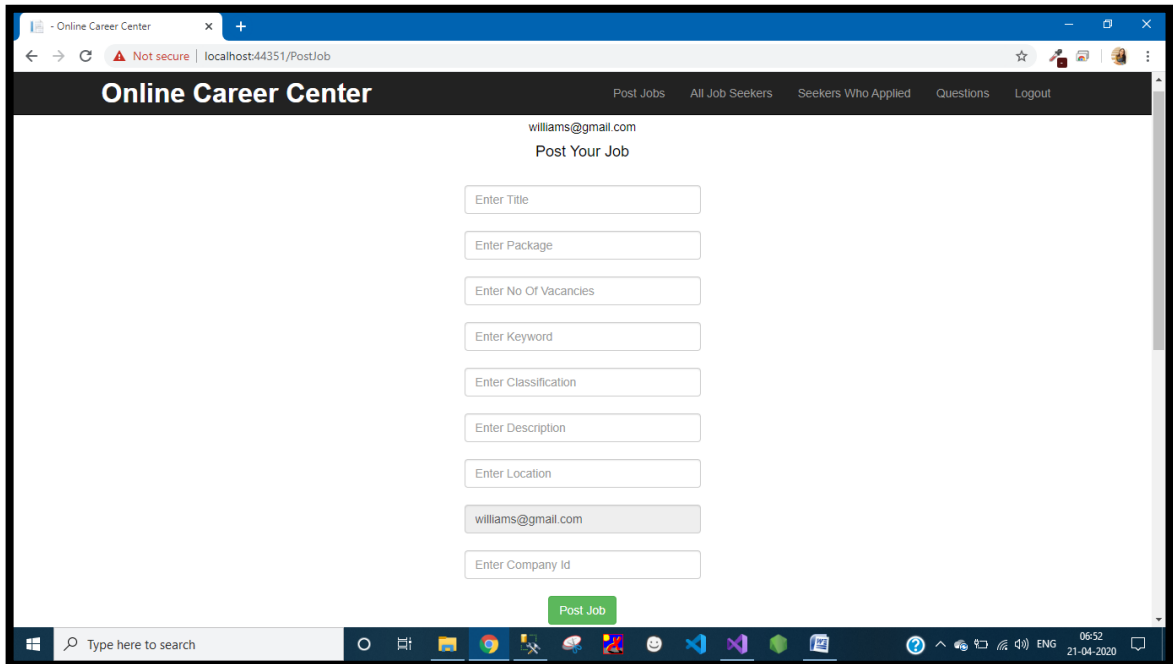 - Online Career Center
Not secure | localhost:44351/PostJob
Online Career Center Post Jobs All Job Seekers Seekers Who Applied Questions Logout
williams@gmail.com
Post Your Job
Enter Title
Enter Package
Enter No Of Vacancies
Enter Keyword
Enter Classification
Enter Description
Enter Location
williams@gmail.com
Enter Company Id
Post Job
Type here to search ENG 06:52
21-04-2020